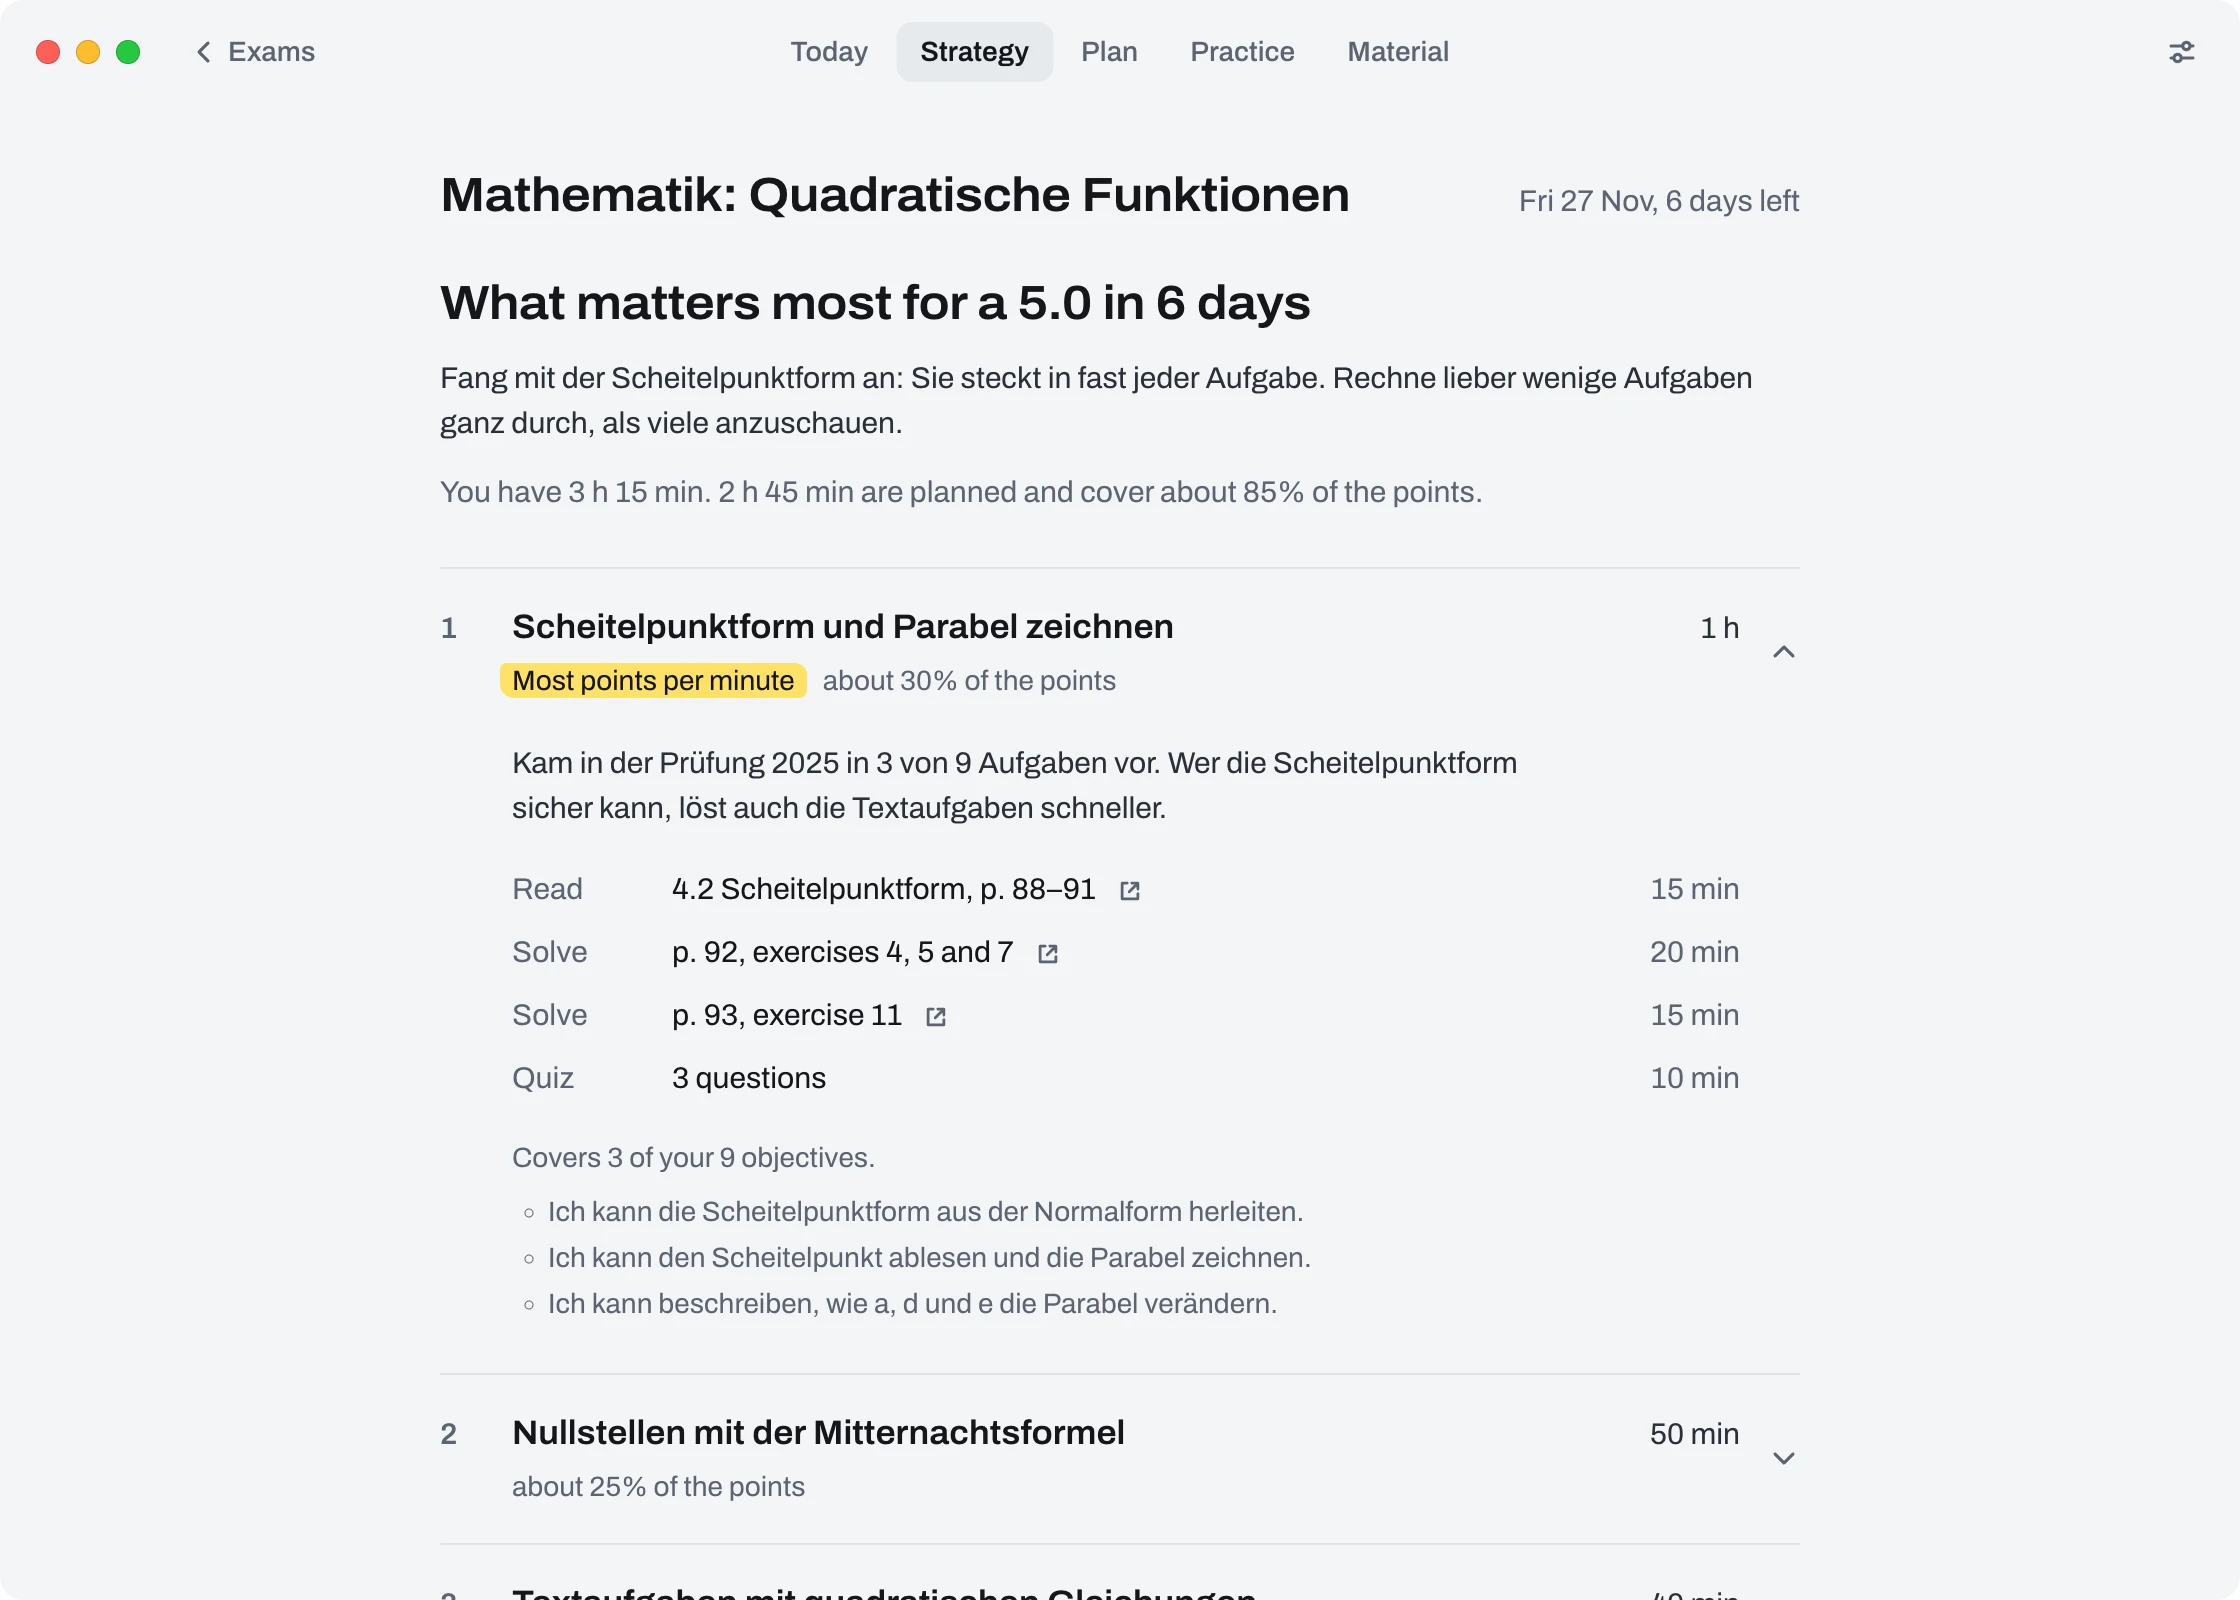 Exams
Today
Strategy
Plan
Practice
Material
Mathematik: Quadratische Funktionen
Fri 27 Nov, 6 days left
What matters most for a 5.0 in 6 days
Fang mit der Scheitelpunktform an: Sie steckt in fast jeder Aufgabe. Rechne lieber wenige Aufgaben
ganz durch, als viele anzuschauen.
You have 3 h 15 min. 2 h 45 min are planned and cover about 85% of the points.
1 Scheitelpunktform und Parabel zeichnen 1 h
Most points per minute about 30% of the points
Kam in der Prüfung 2025 in 3 von 9 Aufgaben vor. Wer die Scheitelpunktform
sicher kann, löst auch die Textaufgaben schneller.
Read 4.2 Scheitelpunktform, p. 88–91 15 min
Solve p. 92, exercises 4, 5 and 7 20 min
Solve p. 93, exercise 11 15 min
Quiz 3 questions 10 min
Covers 3 of your 9 objectives.
Ich kann die Scheitelpunktform aus der Normalform herleiten.
Ich kann den Scheitelpunkt ablesen und die Parabel zeichnen.
Ich kann beschreiben, wie a, d und e die Parabel verändern.
2 Nullstellen mit der Mitternachtsformel 50 min
about 25% of the points
Textaufgaben mit quadratischen Gleichungen